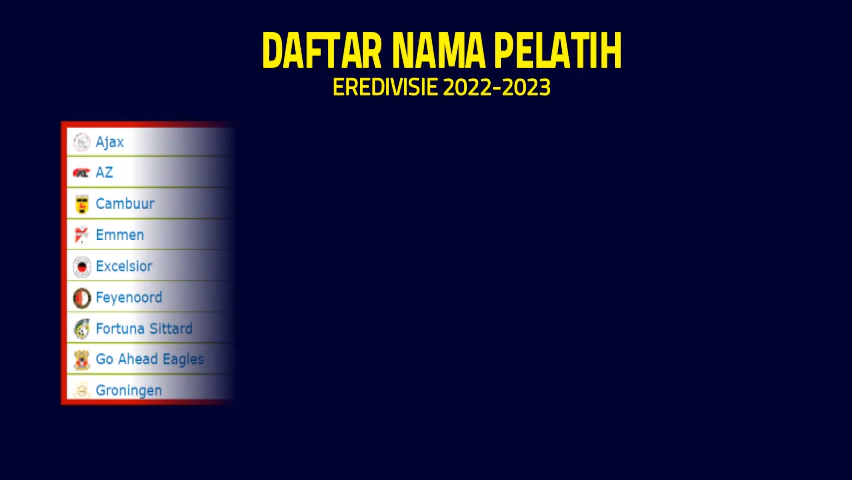 DAFTAR NAMA PELATIH
EREDIVISIE 2022-2023
Ajax
AZ
Cambuur
Emmen
Excelsior
Feyenoord
Fortuna Sittard
Go Ahead Eagles
Groningen